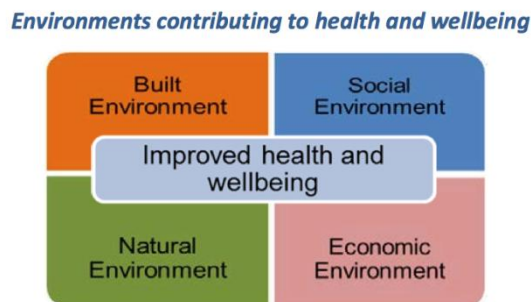 Environments contributing to health and wellbeing
Built
Environment
Social
Environment
Improved health and
wellbeing
Natural
Environment
Economic
Environment